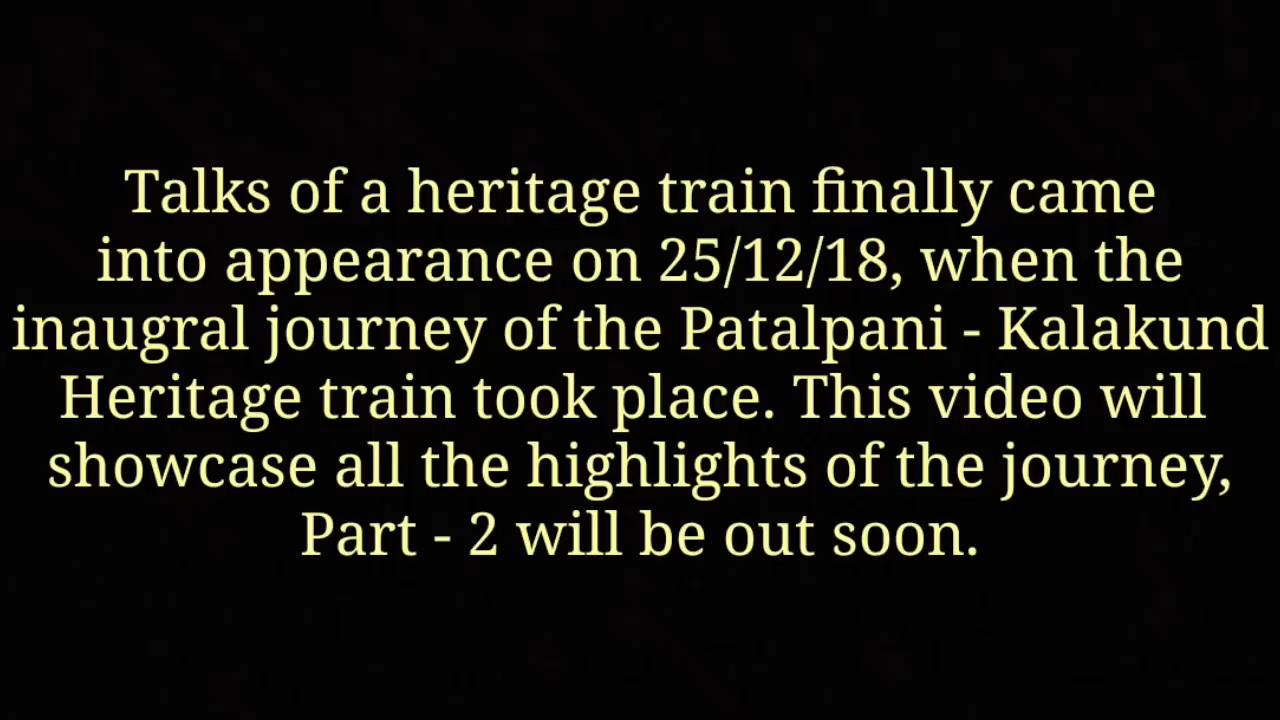 Talks of a heritage train finally came
into appearance on 25/12/18, when the
inaugral journey of the Patalpani - Kalakund
Heritage train took place. This video will
showcase all the highlights of the journey,
Part - 2 will be out soon.